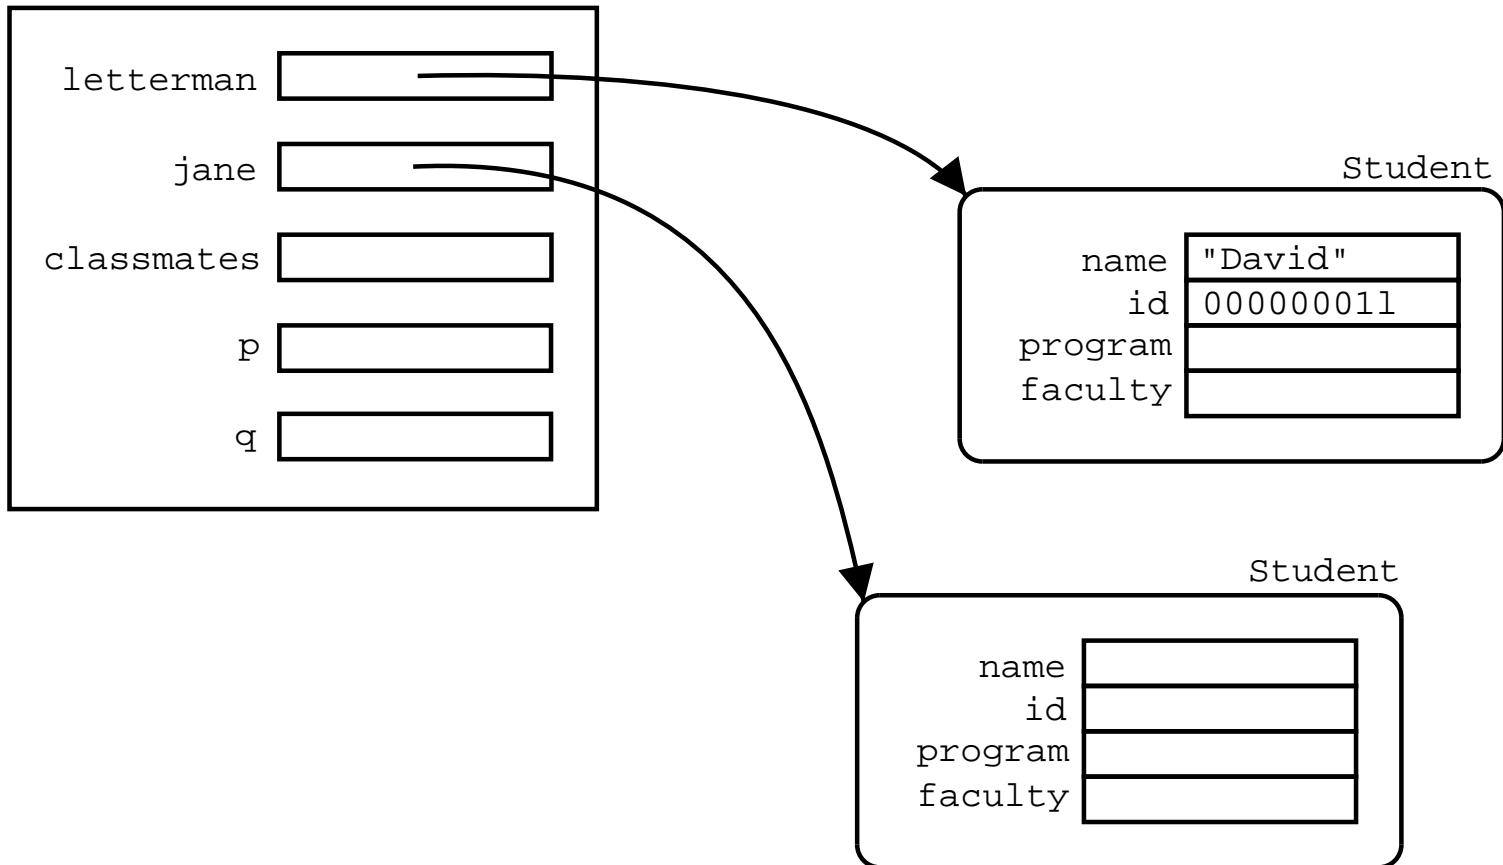 letterman
jane
classmates
p
q
Student
name "David"
id 00000001l
program
faculty
Student
name
id
program
faculty